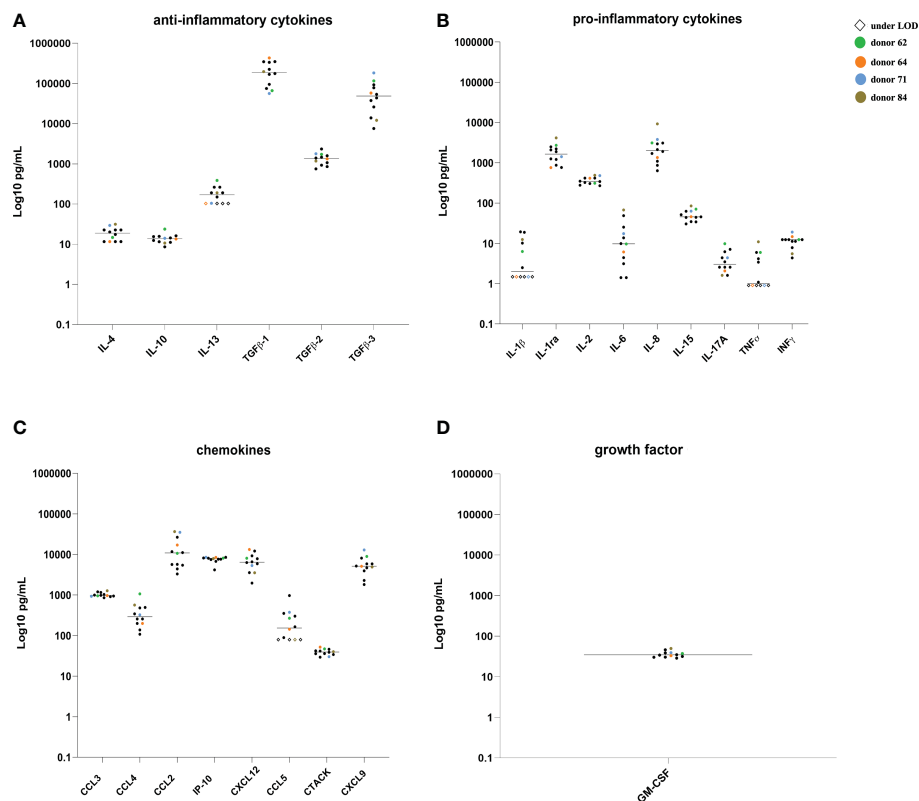 A
anti-inflammatory cytokines
1000000
100000
10000
1000
100
10
1
0.1
Log10 pg/mL
IL-4
IL-10
IL-13
TGFβ-1
TGFβ-2
TGFβ-3
B
pro-inflammatory cytokines
1000000
100000
10000
1000
100
10
1
0.1
Log10 pg/mL
IL-1β
IL-1ra
IL-2
IL-6
IL-8
IL-15
IL-17A
TNFσ
INFγ
under LOD
donor 62
donor 64
donor 71
donor 84
C
chemokines
1000000
100000
10000
1000
100
10
1
0.1
Log10 pg/mL
CCL3
CCL4
CCL2
IP-10
CXCL12
CCL5
CTACK
CXCL9
D
growth factor
1000000
100000
10000
1000
100
10
1
0.1
Log10 pg/mL
GM-CSF